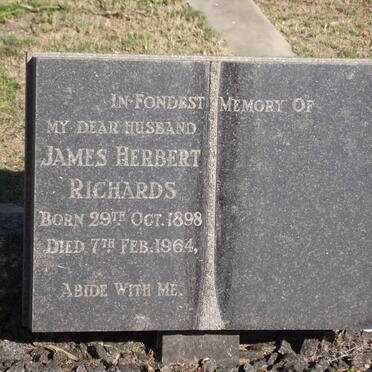 IN FONDEST MEMORY OF
MY DEAR HUSBAND
JAMES HERBERT
RICHARDS
BORN 29TH OCT. 1898
DIED 7TH FEB. 1964,
ABIDE WITH ME.